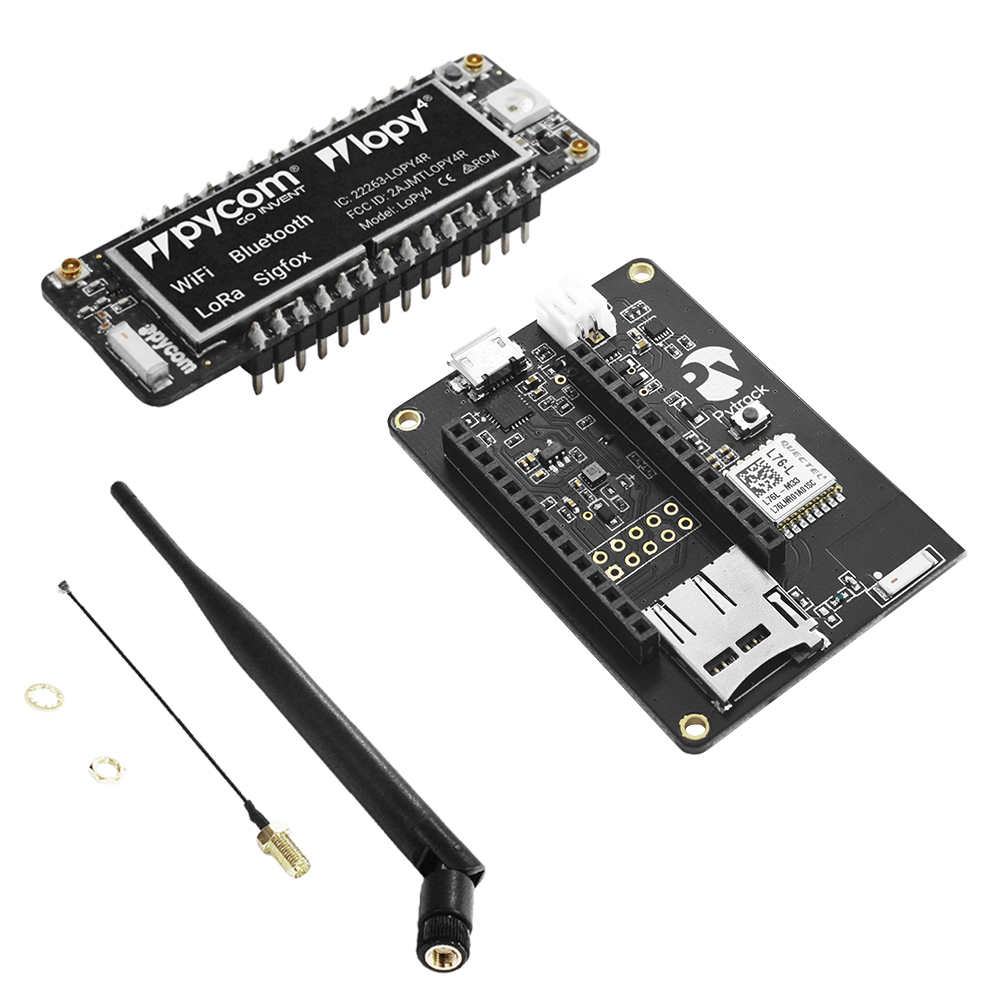 pycom®
GO INVENT
lopy⁴®
WiFi Bluetooth
LoRa Sigfox
IC: 22263-LOPY4R
FCC ID: 2AJMTLOPY4R
Model: LoPy4 CE RCM
pycom
PY
Pytrack
QUECTEL
L76-L
L76L-M33
L76LNR01A01SC